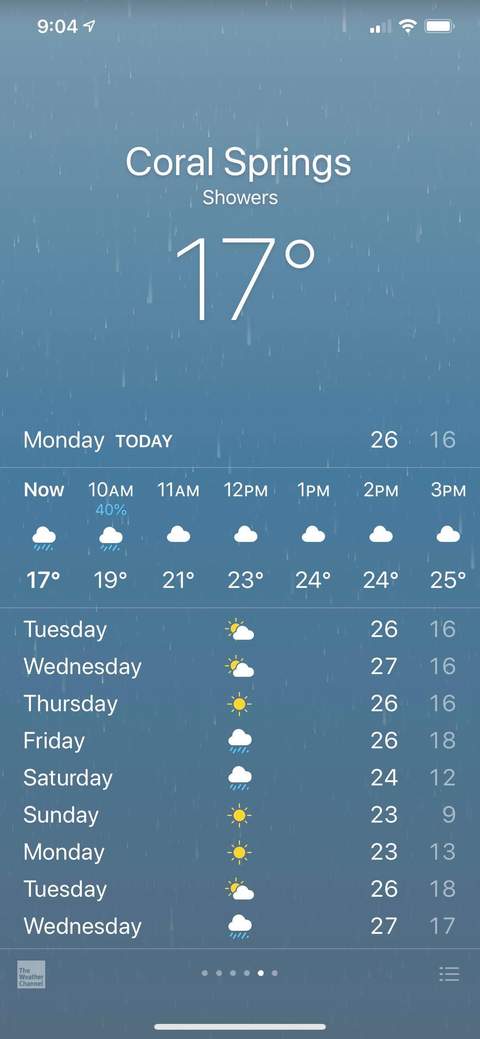 9:04
Coral Springs
Showers
17°
Monday TODAY 26 16
Now 10AM 11AM 12PM 1PM 2PM 3PM
40%
17° 19° 21° 23° 24° 24° 25°
Tuesday 26 16
Wednesday 27 16
Thursday 26 16
Friday 26 18
Saturday 24 12
Sunday 23 9
Monday 23 13
Tuesday 26 18
Wednesday 27 17
The
Weather
Channel